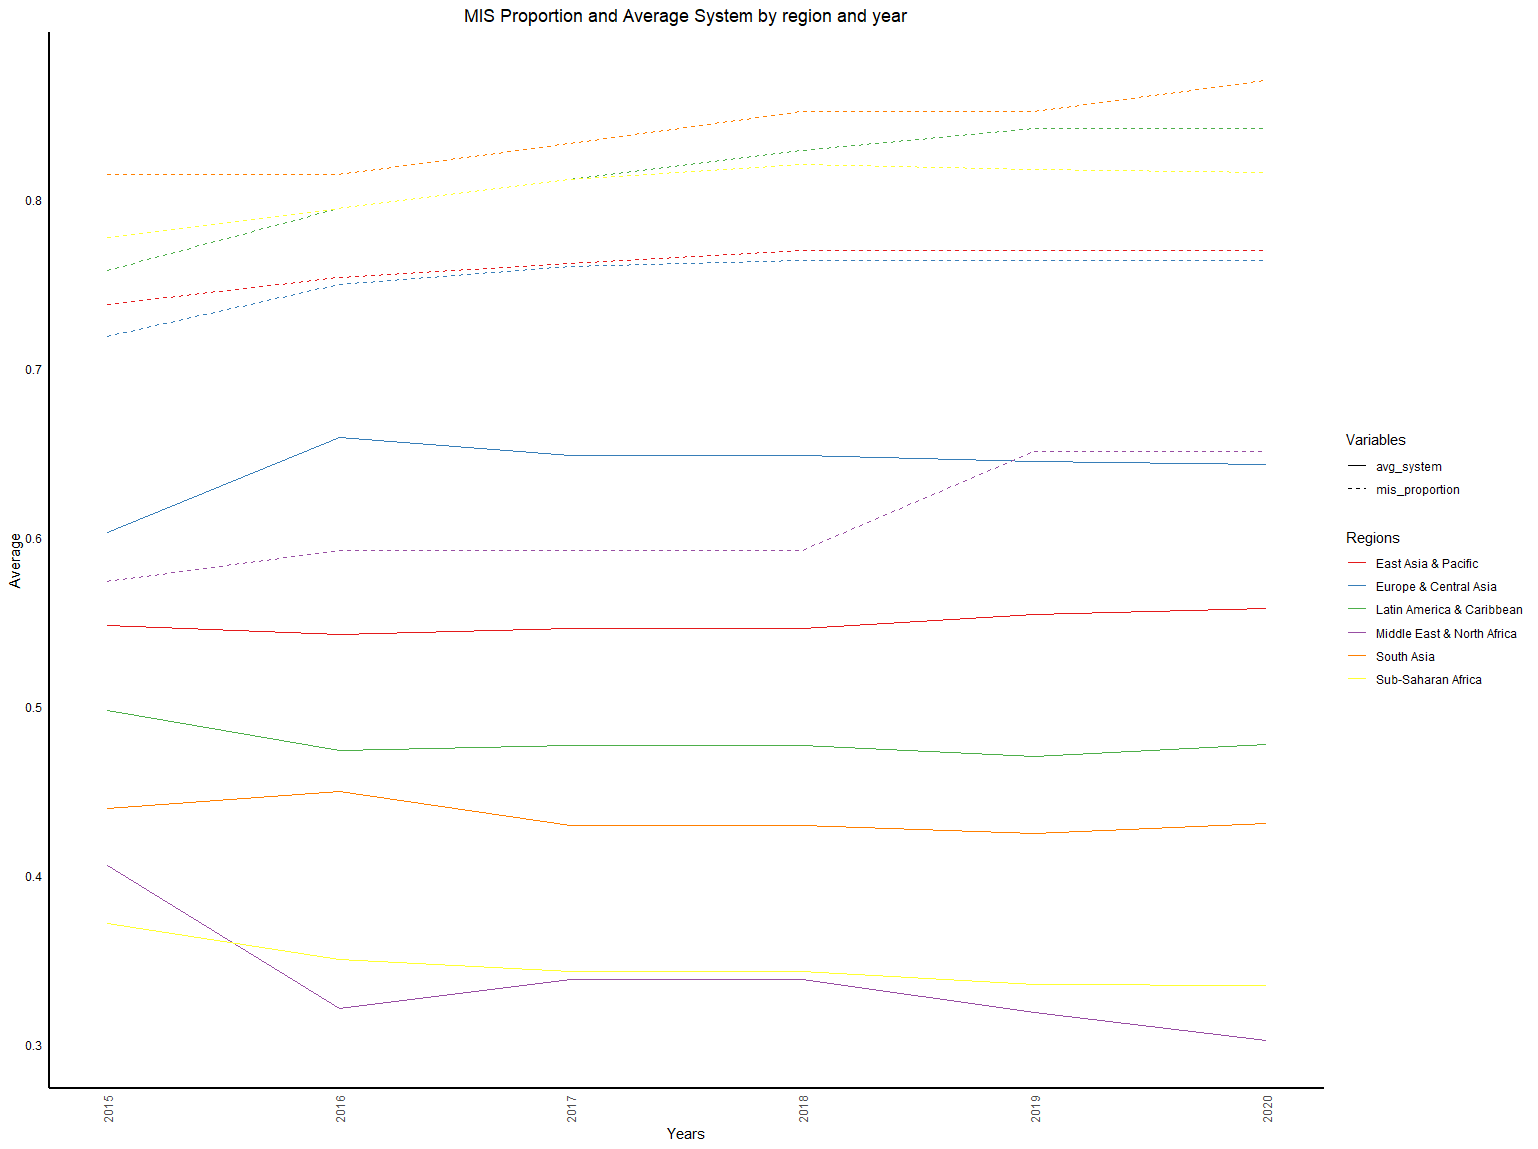 MIS Proportion and Average System by region and year
Average
0.8
0.7
0.6
0.5
0.4
0.3
2015
2016
2017
2018
2019
2020
Years
Variables
avg_system
mis_proportion
Regions
East Asia & Pacific
Europe & Central Asia
Latin America & Caribbean
Middle East & North Africa
South Asia
Sub-Saharan Africa